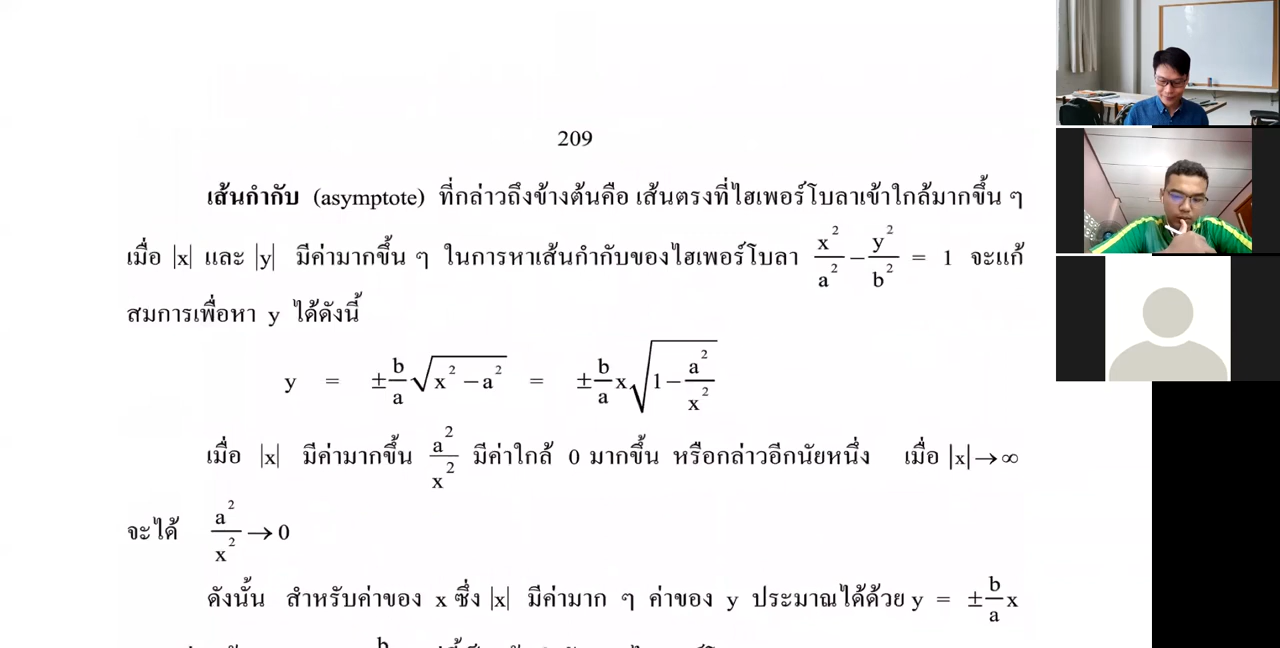 209
เส้นกำกับ (asymptote) ที่กล่าวถึงข้างต้นคือ เส้นตรงที่ไฮเพอร์โบลาเข้าใกล้มากขึ้น ๆ
เมื่อ |x| และ |y| มีค่ามากขึ้น ๆ ในการหาเส้นกำกับของไฮเพอร์โบลา x²/a² − y²/b² = 1 จะแก้
สมการเพื่อหา y ได้ดังนี้
y = ±b/a √(x² − a²) = ±b/a x √(1 − a²/x²)
เมื่อ |x| มีค่ามากขึ้น a²/x² มีค่าใกล้ 0 มากขึ้น หรือกล่าวอีกนัยหนึ่ง เมื่อ |x| → ∞
จะได้ a²/x² → 0
ดังนั้น สำหรับค่าของ x ซึ่ง |x| มีค่ามาก ๆ ค่าของ y ประมาณได้ด้วย y = ±b/a x